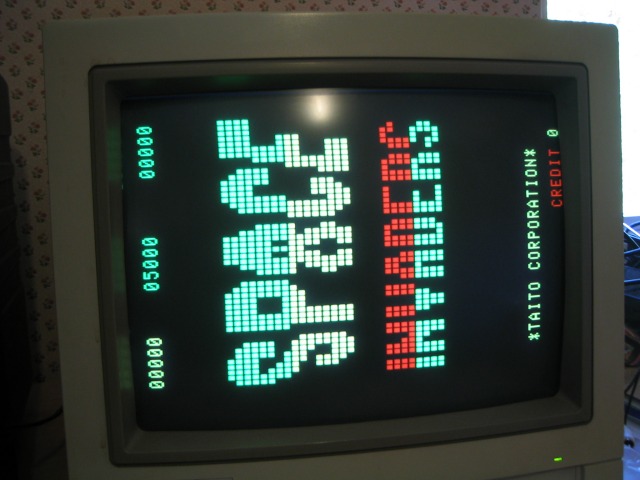 00000 05000 00000
SPACE
INVADERS
*TAITO CORPORATION*
CREDIT 0